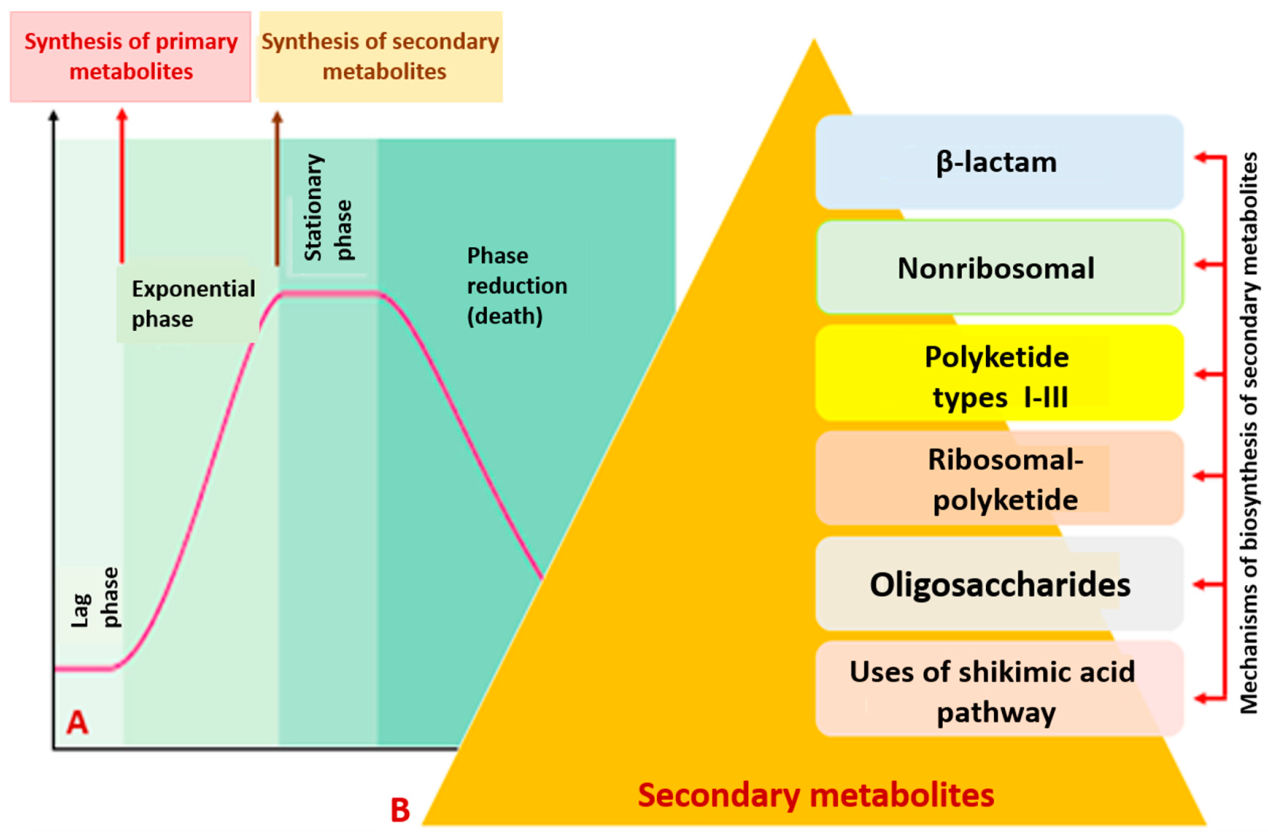 Synthesis of primary
metabolites
Synthesis of secondary
metabolites
Stationary
phase
Exponential
phase
Phase
reduction
(death)
Lag
phase
A
β-lactam
Nonribosomal
Polyketide
types I-III
Ribosomal-
polyketide
Oligosaccharides
Uses of shikimic acid
pathway
Mechanisms of biosynthesis of secondary metabolites
Secondary metabolites
B